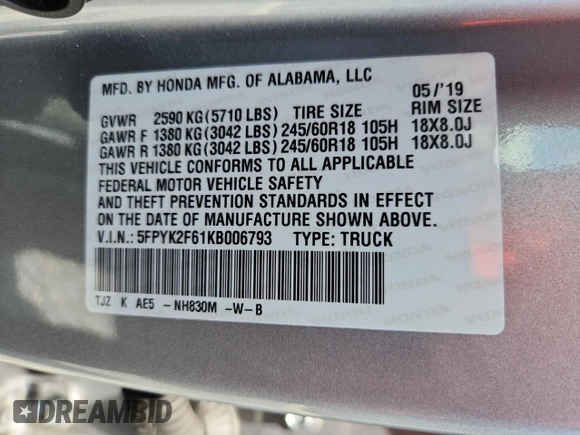 MFD. BY HONDA MFG. OF ALABAMA, LLC
05/'19
GVWR 2590 KG(5710 LBS) TIRE SIZE RIM SIZE
GAWR F 1380 KG(3042 LBS) 245/60R18 105H 18X8.0J
GAWR R 1380 KG(3042 LBS) 245/60R18 105H 18X8.0J
THIS VEHICLE CONFORMS TO ALL APPLICABLE
FEDERAL MOTOR VEHICLE SAFETY
AND THEFT PREVENTION STANDARDS IN EFFECT
ON THE DATE OF MANUFACTURE SHOWN ABOVE.
V.I.N.: 5FPYK2F61KB006793 TYPE: TRUCK
TJZ K AE5 -NH830M -W-B
DREAMBID